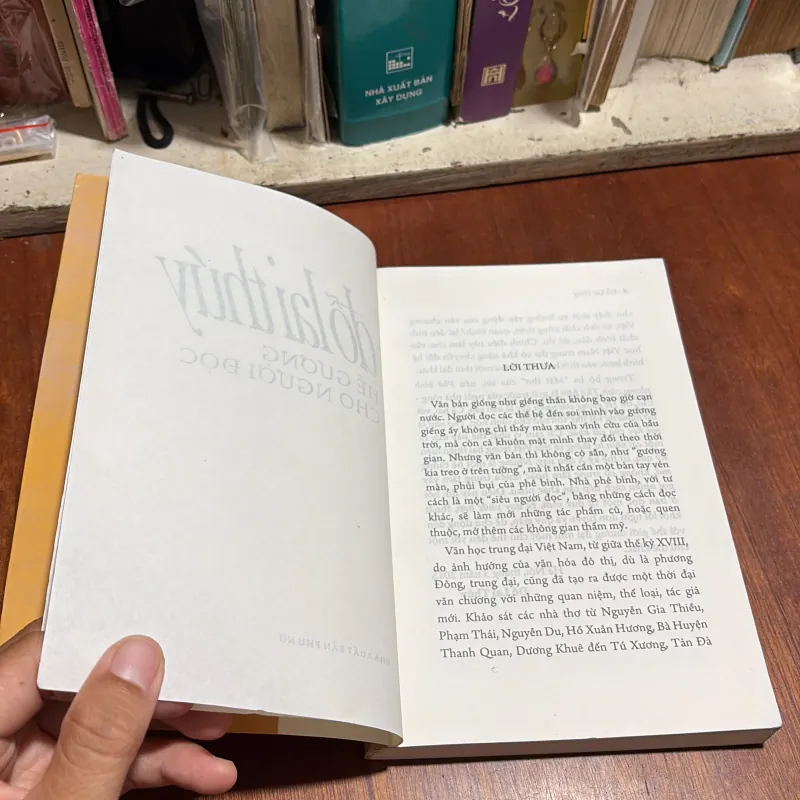 NHÀ XUẤT BẢN
XÂY DỰNG
đỗ lai thúy
HÉ GƯƠNG
CHO NGƯỜI ĐỌC
NHÀ XUẤT BẢN PHỤ NỮ
LỜI THƯA
Văn bản giống như giếng thần không bao giờ cạn
nước. Người đọc các thế hệ đến soi mình vào gương
giếng ấy không chỉ thấy màu xanh vĩnh cửu của bầu
trời, mà còn cả khuôn mặt mình thay đổi theo thời
gian. Nhưng văn bản thì không có sẵn, như "gương
kia treo ở trên tường", mà ít nhất cần một bàn tay vén
màn, phủi bụi của phê bình. Nhà phê bình, với tư
cách là một "siêu người đọc", bằng những cách đọc
khác, sẽ làm mới những tác phẩm cũ, hoặc quen
thuộc, mở thêm các không gian thẩm mỹ.
Văn học trung đại Việt Nam, từ giữa thế kỷ XVIII,
do ảnh hưởng của văn hóa đô thị, dù là phương
Đông, trung đại, cũng đã tạo ra được một thời đại
văn chương với những quan niệm, thể loại, tác giả
mới. Khảo sát các nhà thơ từ Nguyễn Gia Thiều,
Phạm Thái, Nguyễn Du, Hồ Xuân Hương, Bà Huyện
Thanh Quan, Dương Khuê đến Tú Xương, Tản Đà